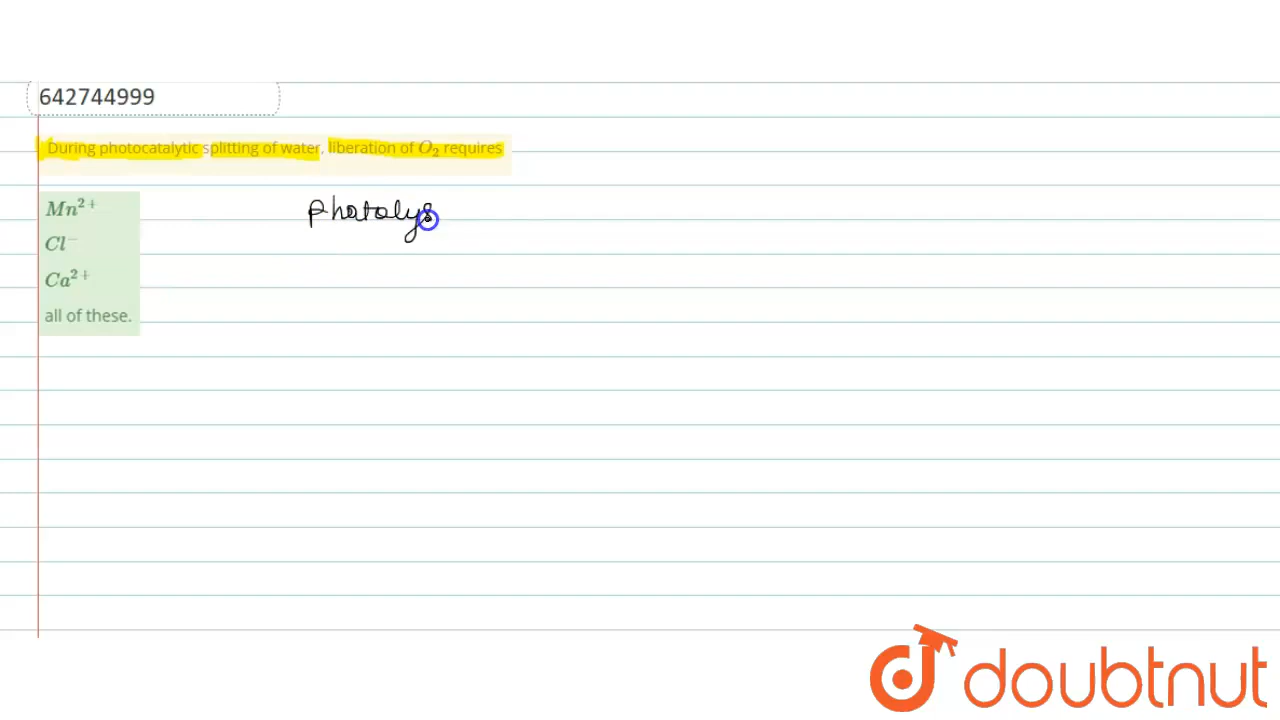 642744999
During photocatalytic splitting of water, liberation of O₂ requires
Mn²⁺
Cl⁻
Ca²⁺
all of these.
Photolys
doubtnut